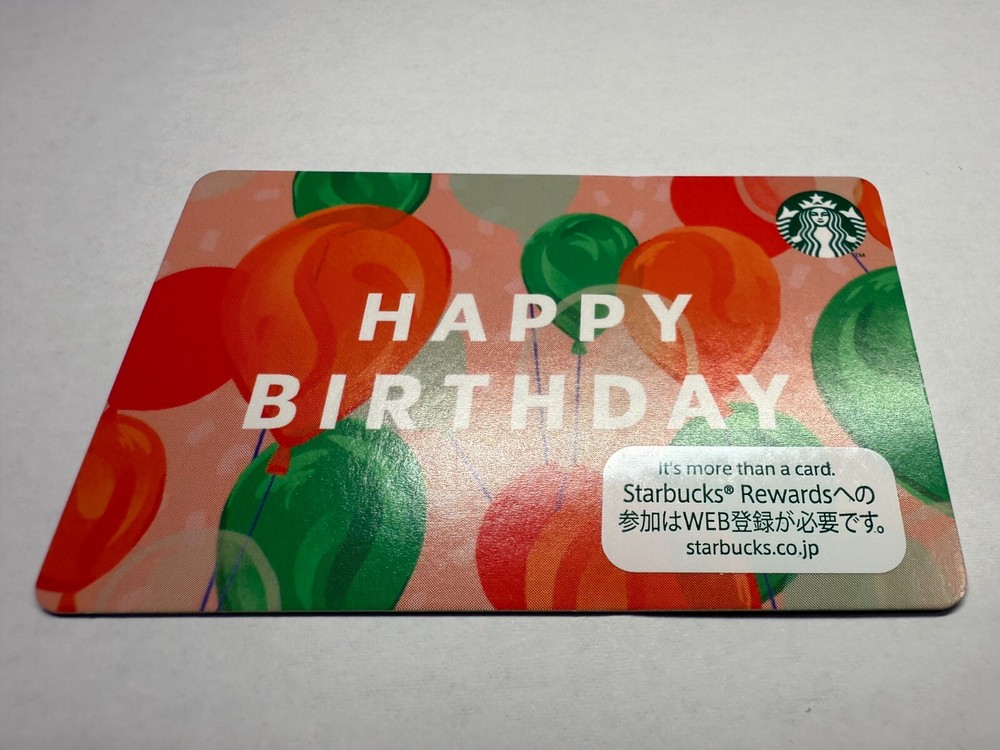 HAPPY
BIRTHDAY
It's more than a card.
Starbucks® Rewardsへの
参加はWEB登録が必要です。
starbucks.co.jp
TM